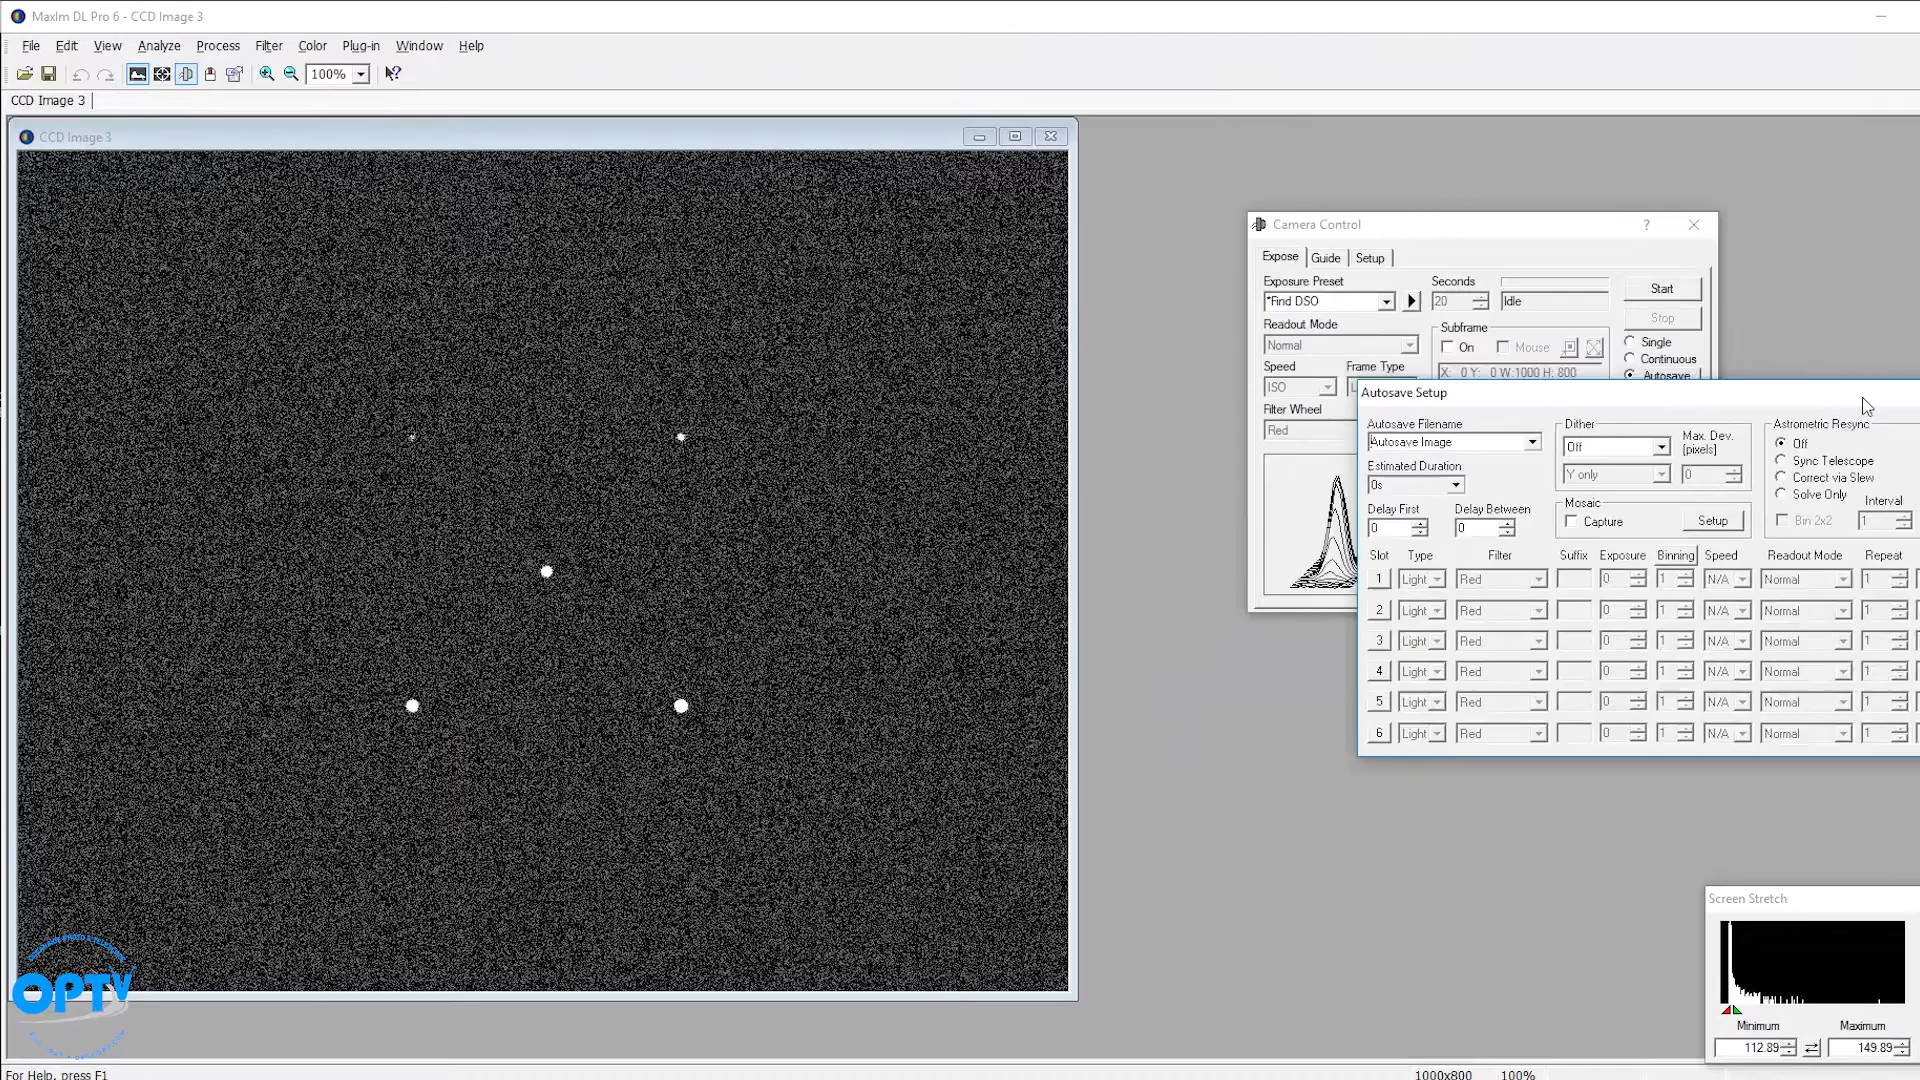 MaxIm DL Pro 6 - CCD Image 3
File Edit View Analyze Process Filter Color Plug-in Window Help
100%
CCD Image 3
CCD Image 3
Camera Control
Expose Guide Setup
Exposure Preset Seconds
*Find DSO 20 Idle Start
Readout Mode Subframe Stop
Normal On Mouse Single
Speed Frame Type Continuous
ISO L X: 0 Y: 0 W:1000 H: 800 Autosave
Filter Wheel
Red
Autosave Setup
Autosave Filename Dither Astrometric Resync
Autosave Image Off Max. Dev. [pixels] Off
Estimated Duration Sync Telescope
0s Y only 0 Correct via Slew
Delay First Delay Between Mosaic Solve Only Interval
0 0 Capture Setup Bin 2x2 1
Slot Type Filter Suffix Exposure Binning Speed Readout Mode Repeat
1 Light Red 0 1 N/A Normal 1
2 Light Red 0 1 N/A Normal 1
3 Light Red 0 1 N/A Normal 1
4 Light Red 0 1 N/A Normal 1
5 Light Red 0 1 N/A Normal 1
6 Light Red 0 1 N/A Normal 1
Screen Stretch
Minimum Maximum
112.89 149.89
OPTV
For Help, press F1 1000x800 100%